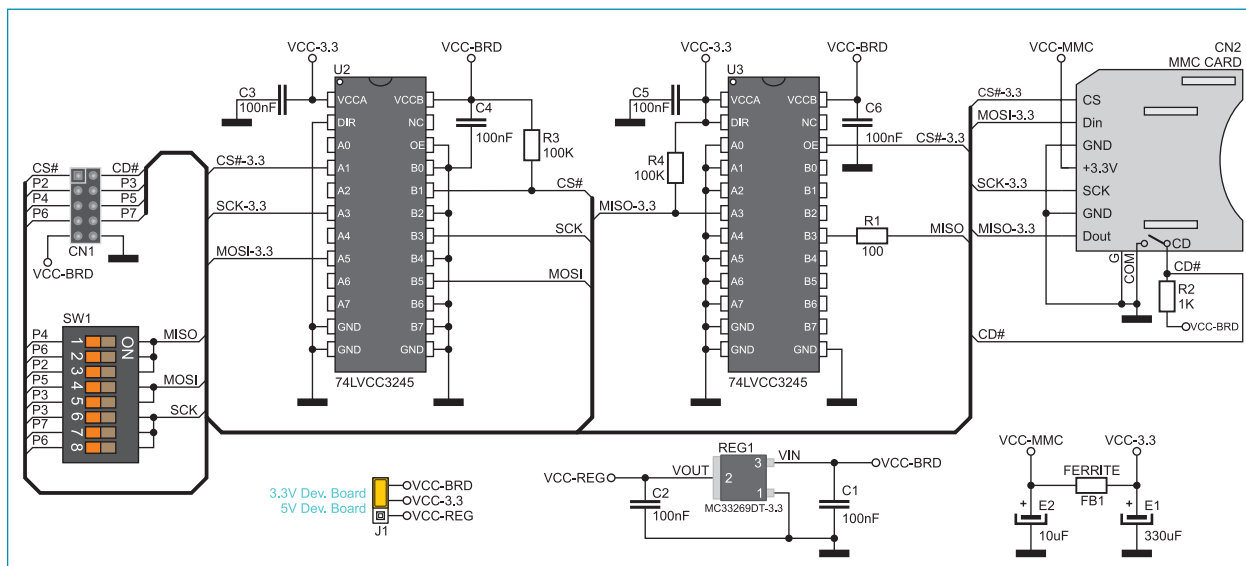 VCC-3.3
VCC-BRD
U2
C3
100nF
VCCA
DIR
A0
A1
A2
A3
A4
A5
A6
A7
GND
GND
VCCB
NC
OE
B0
B1
B2
B3
B4
B5
B6
B7
GND
74LVCC3245
C4
100nF
R3
100K
CS#-3.3
SCK-3.3
MOSI-3.3
CS#
SCK
MOSI
VCC-3.3
VCC-BRD
U3
C5
100nF
R4
100K
MISO-3.3
VCCA
DIR
A0
A1
A2
A3
A4
A5
A6
A7
GND
GND
VCCB
NC
OE
B0
B1
B2
B3
B4
B5
B6
B7
GND
74LVCC3245
C6
100nF
CS#-3.3
R1
100
MISO
VCC-MMC
CN2
MMC CARD
CS#-3.3
MOSI-3.3
SCK-3.3
MISO-3.3
CS
Din
GND
+3.3V
SCK
GND
Dout
CD
G
COM
CD#
R2
1K
VCC-BRD
CD#
CS#
P2
P4
P6
CD#
P3
P5
P7
CN1
VCC-BRD
SW1
P4
P6
P2
P5
P3
P3
P7
P6
1
2
3
4
5
6
7
8
ON
MISO
MOSI
SCK
3.3V Dev. Board
5V Dev. Board
VCC-BRD
VCC-3.3
VCC-REG
J1
VCC-REG
VOUT
REG1
VIN
VCC-BRD
2
3
1
MC33269DT-3.3
C2
100nF
C1
100nF
VCC-MMC
VCC-3.3
FERRITE
FB1
+
E2
10uF
+
E1
330uF